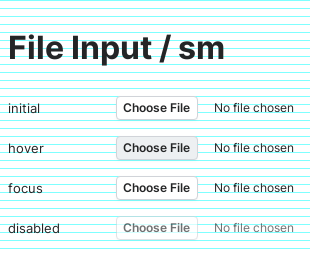 File Input / sm
initial Choose File No file chosen
hover Choose File No file chosen
focus Choose File No file chosen
disabled Choose File No file chosen